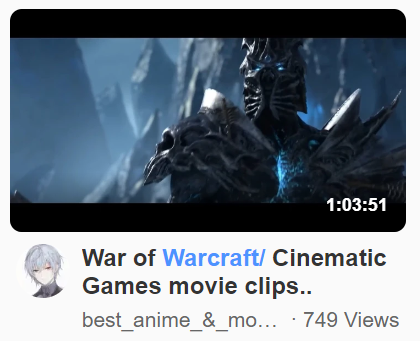 1:03:51
War of Warcraft/ Cinematic
Games movie clips..
best_anime_&_mo... · 749 Views